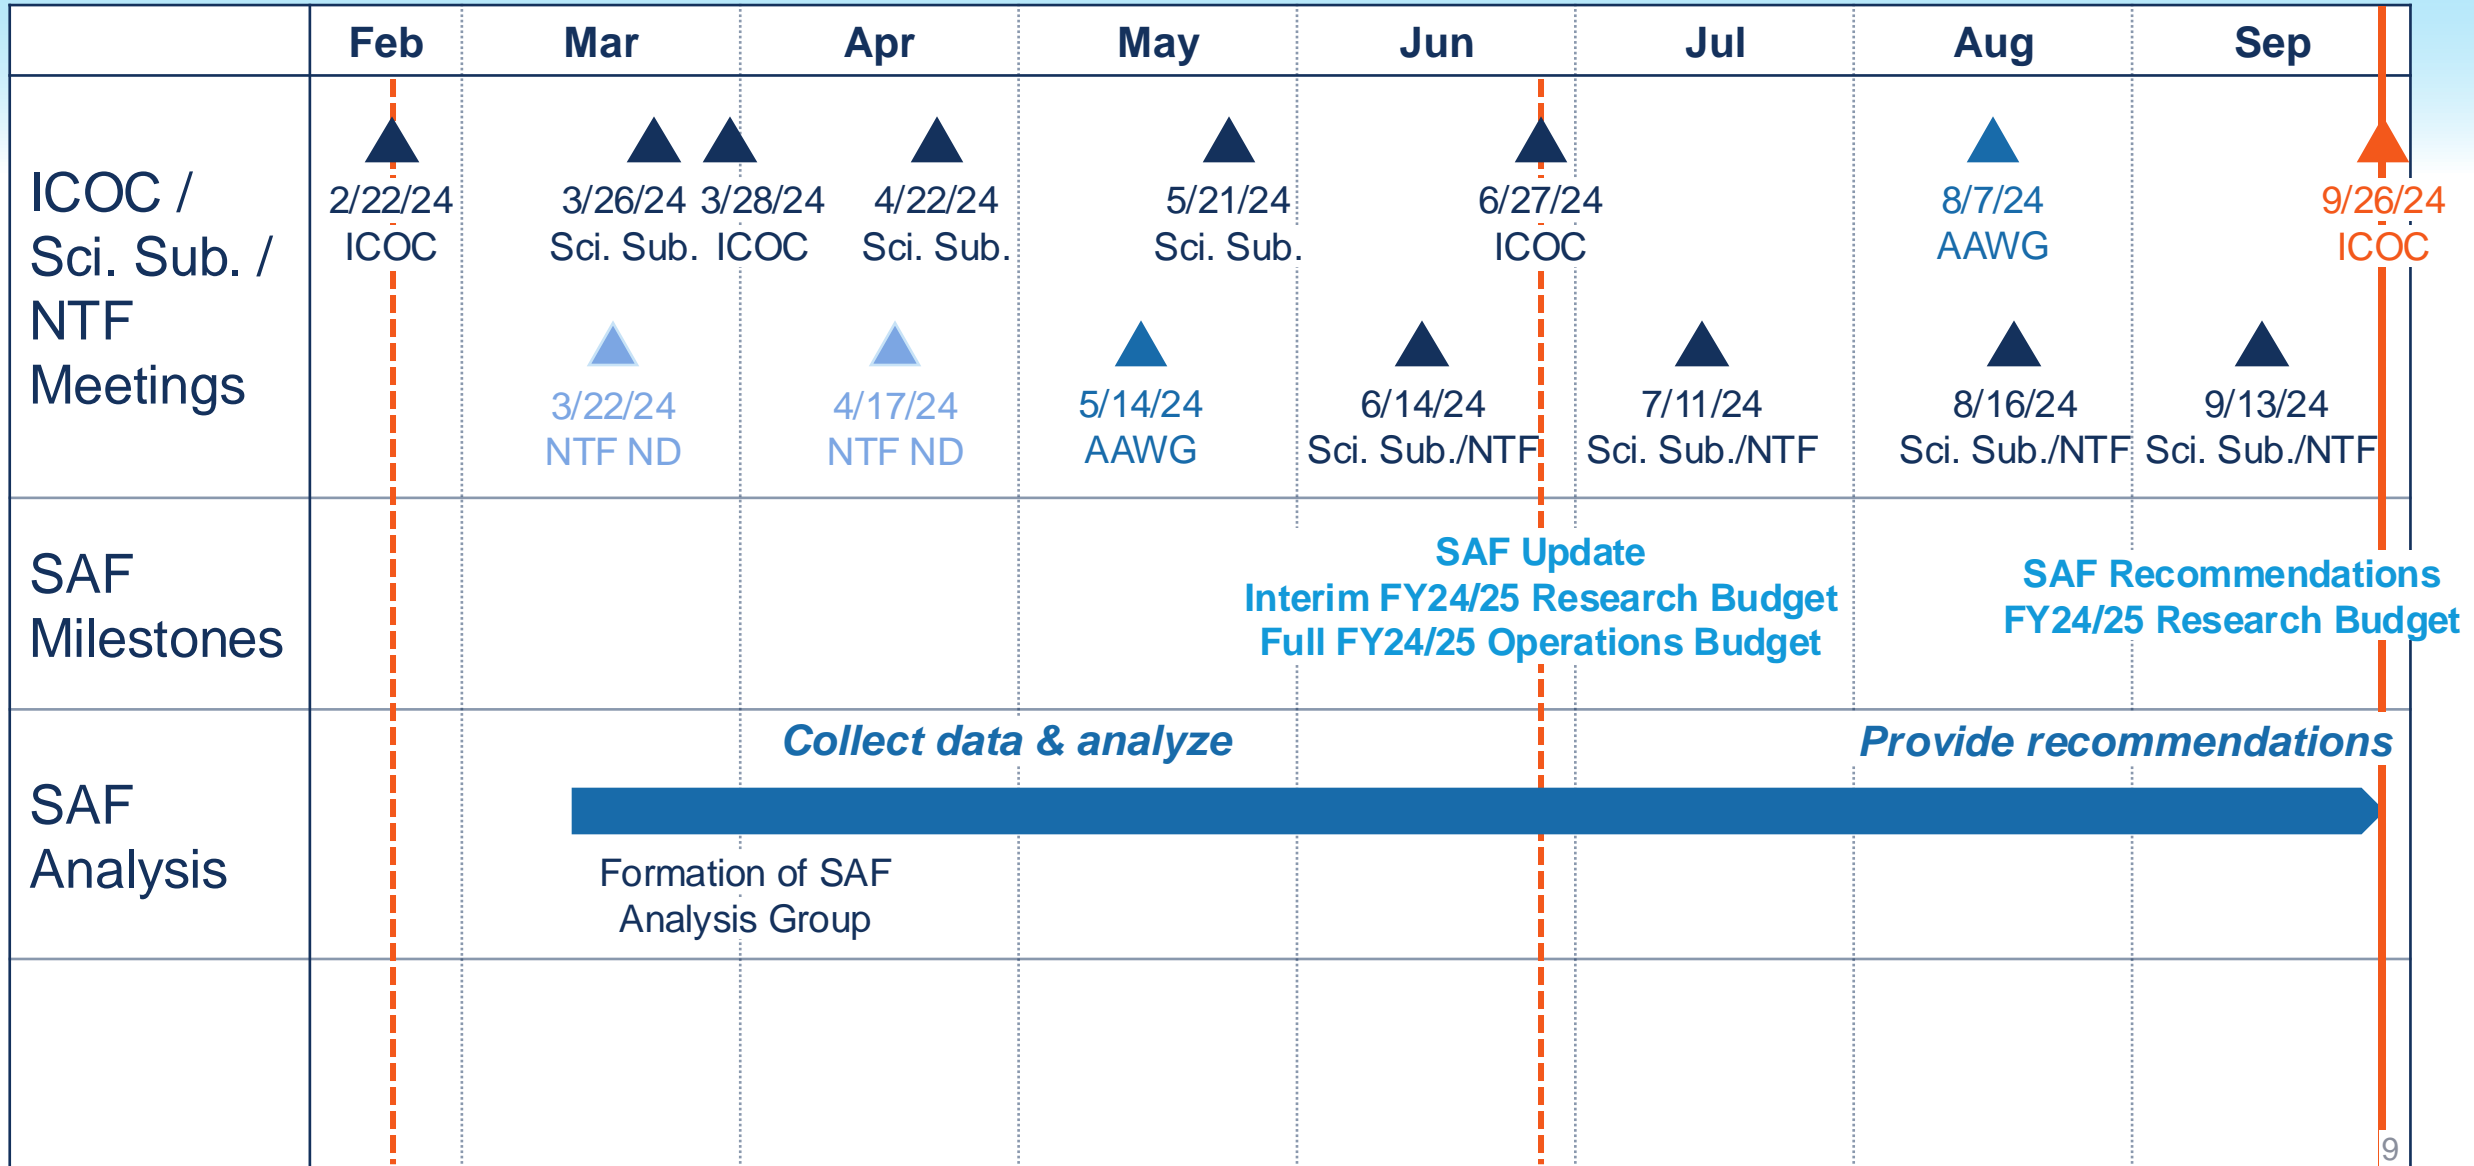 Feb Mar Apr May Jun Jul Aug Sep
ICOC /
Sci. Sub. /
NTF
Meetings
2/22/24
ICOC
3/26/24
Sci. Sub.
3/28/24
ICOC
4/22/24
Sci. Sub.
5/21/24
Sci. Sub.
6/27/24
ICOC
8/7/24
AAWG
9/26/24
ICOC
3/22/24
NTF ND
4/17/24
NTF ND
5/14/24
AAWG
6/14/24
Sci. Sub./NTF
7/11/24
Sci. Sub./NTF
8/16/24
Sci. Sub./NTF
9/13/24
Sci. Sub./NTF
SAF
Milestones
SAF Update
Interim FY24/25 Research Budget
Full FY24/25 Operations Budget
SAF Recommendations
FY24/25 Research Budget
SAF
Analysis
Collect data & analyze
Provide recommendations
Formation of SAF
Analysis Group
9